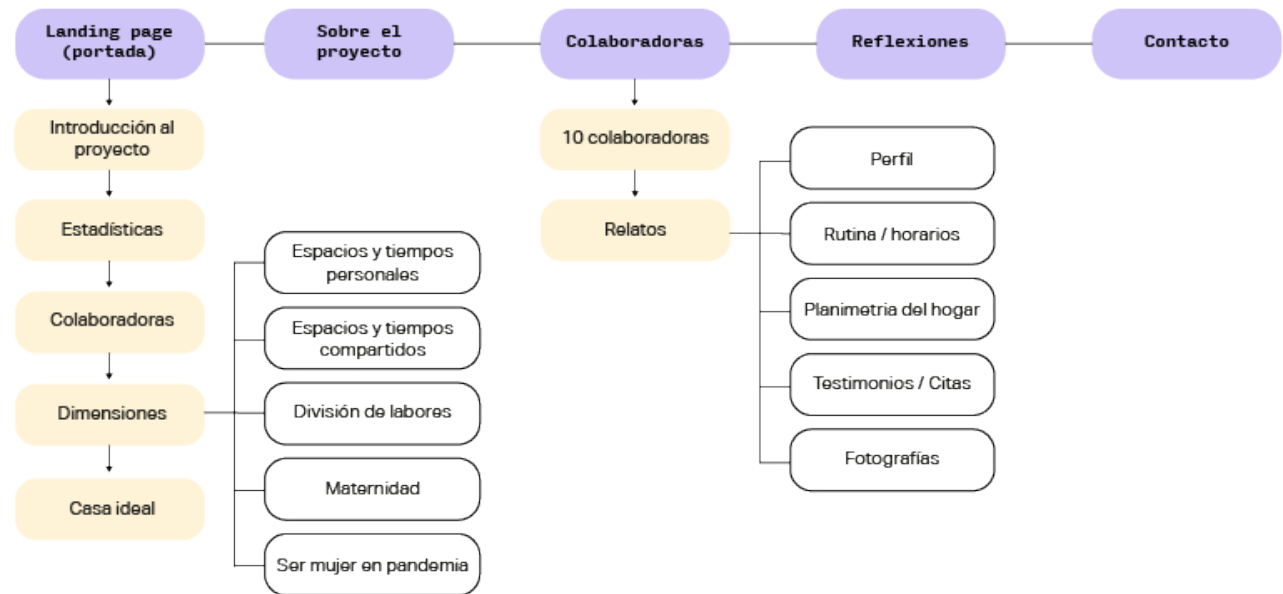 Landing page
(portada)
Sobre el
proyecto
Colaboradoras
Reflexiones
Contacto
Introducción al
proyecto
Estadísticas
Colaboradoras
Dimensiones
Casa ideal
Espacios y tiempos
personales
Espacios y tiempos
compartidos
División de labores
Maternidad
Ser mujer en pandemia
10 colaboradoras
Relatos
Perfil
Rutina / horarios
Planimetria del hogar
Testimonios / Citas
Fotografías